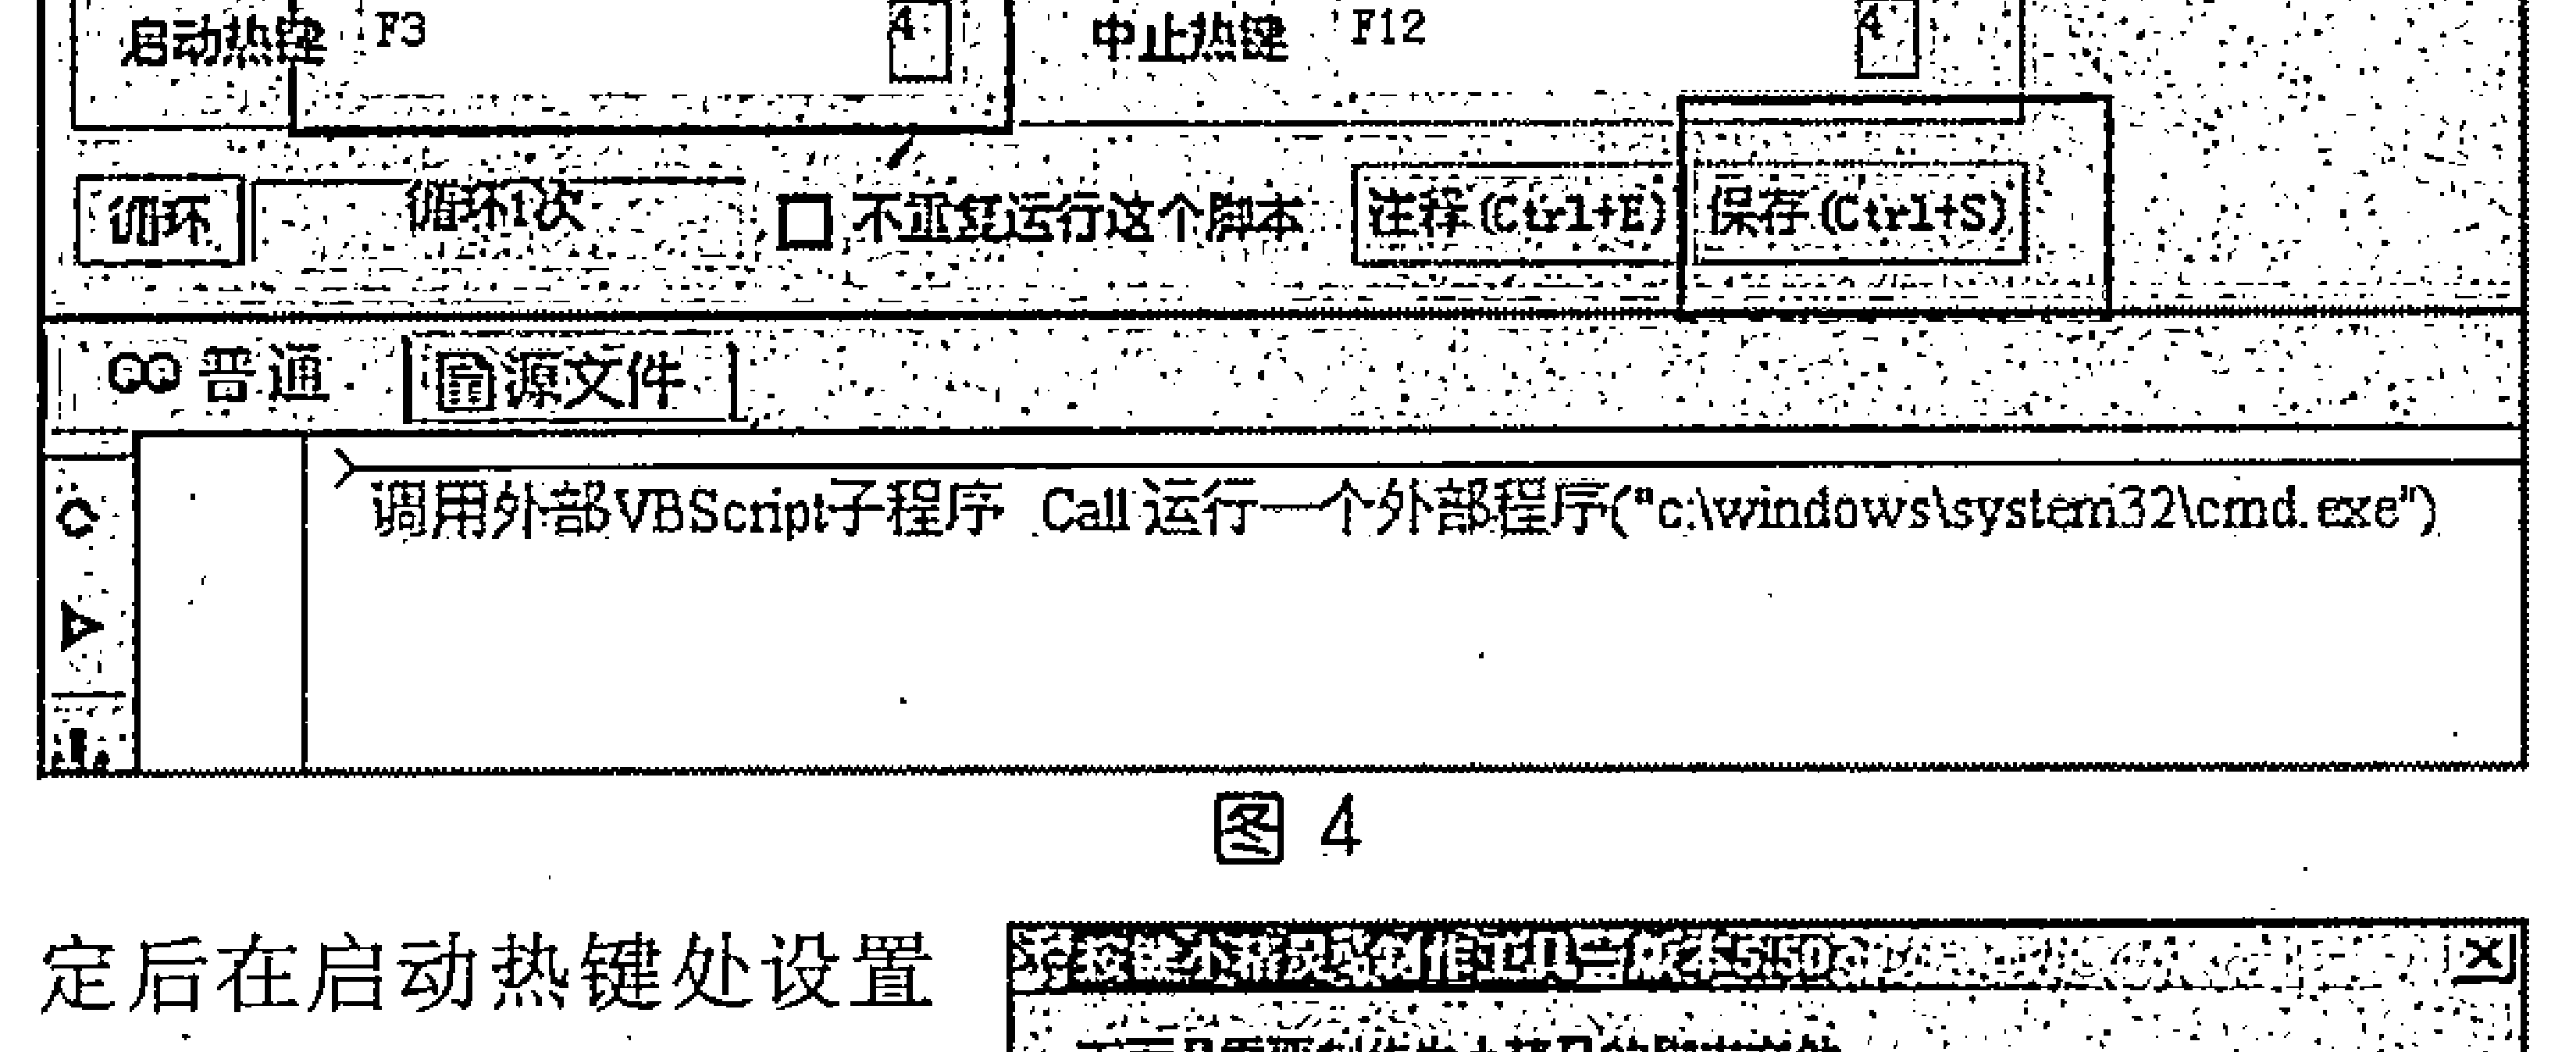 启动热键 F3 中止热键 F12
循环 循环1次 不重复运行这个脚本 注释(Ctrl+E) 保存(Ctrl+S)
普通 源文件
调用外部VBScript子程序 Call 运行一个外部程序("c:\windows\system32\cmd.exe")
图 4
定后在启动热键处设置